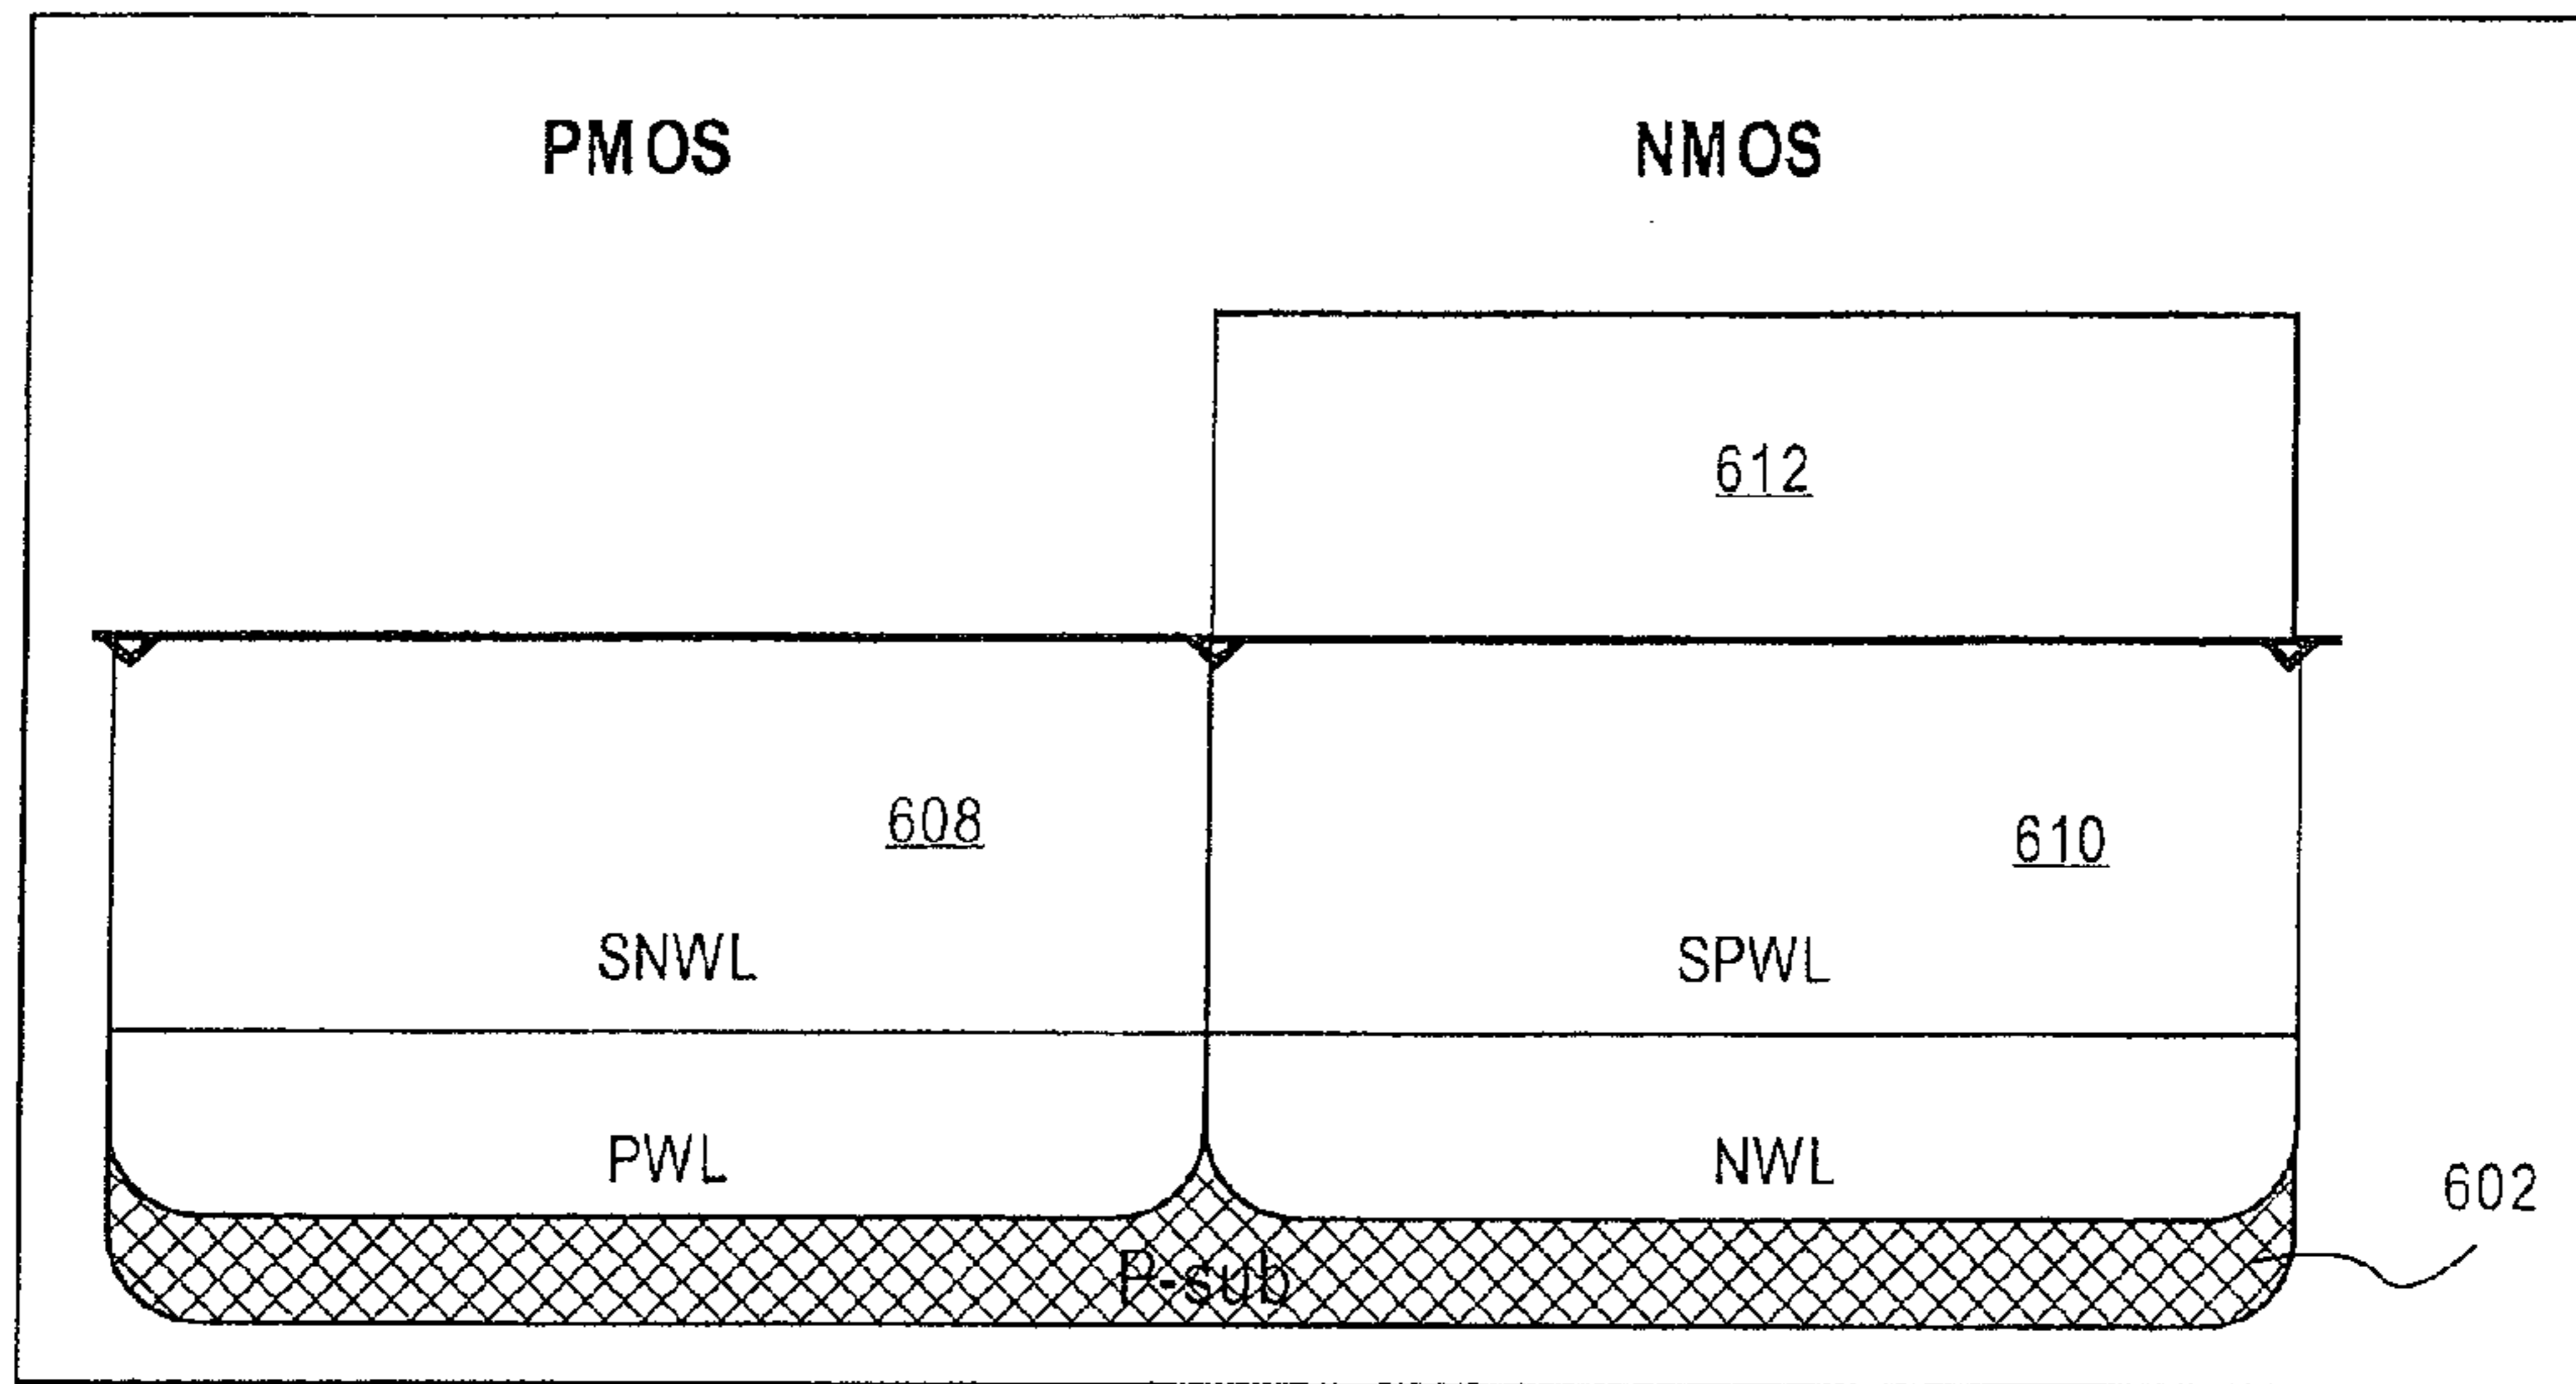 PMOS NMOS
612
608
610
SNWL SPWL
PWL NWL
602
P-sub